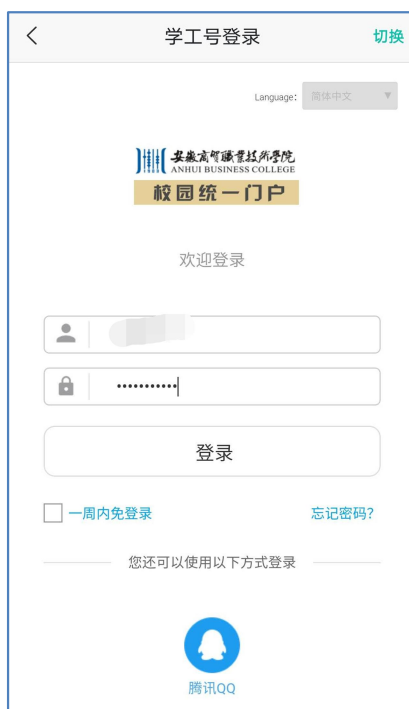 学工号登录
切换
Language: 简体中文
安徽商贸职业技术学院
ANHUI BUSINESS COLLEGE
校园统一门户
欢迎登录
•••••••••••
登录
一周内免登录
忘记密码?
您还可以使用以下方式登录
腾讯QQ